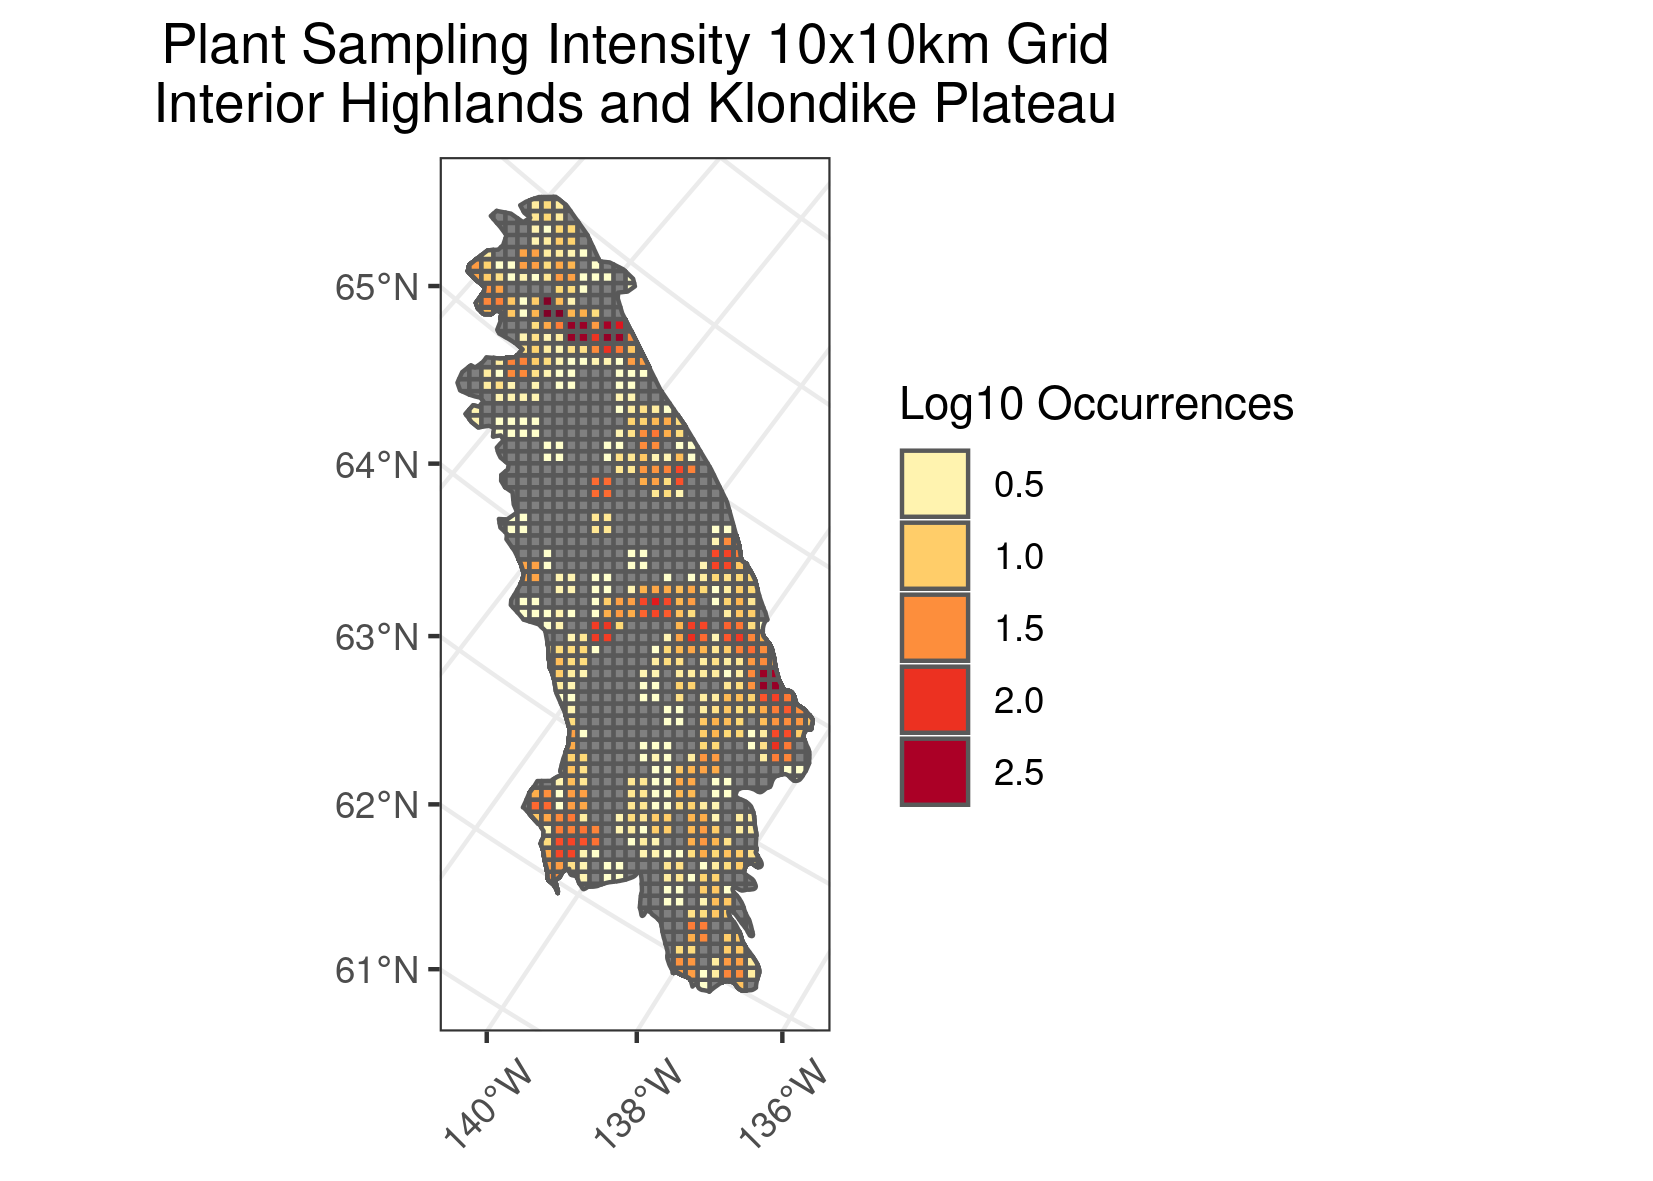 Plant Sampling Intensity 10x10km Grid
Interior Highlands and Klondike Plateau
65°N
64°N
63°N
62°N
61°N
140°W
138°W
136°W
Log10 Occurrences
0.5
1.0
1.5
2.0
2.5